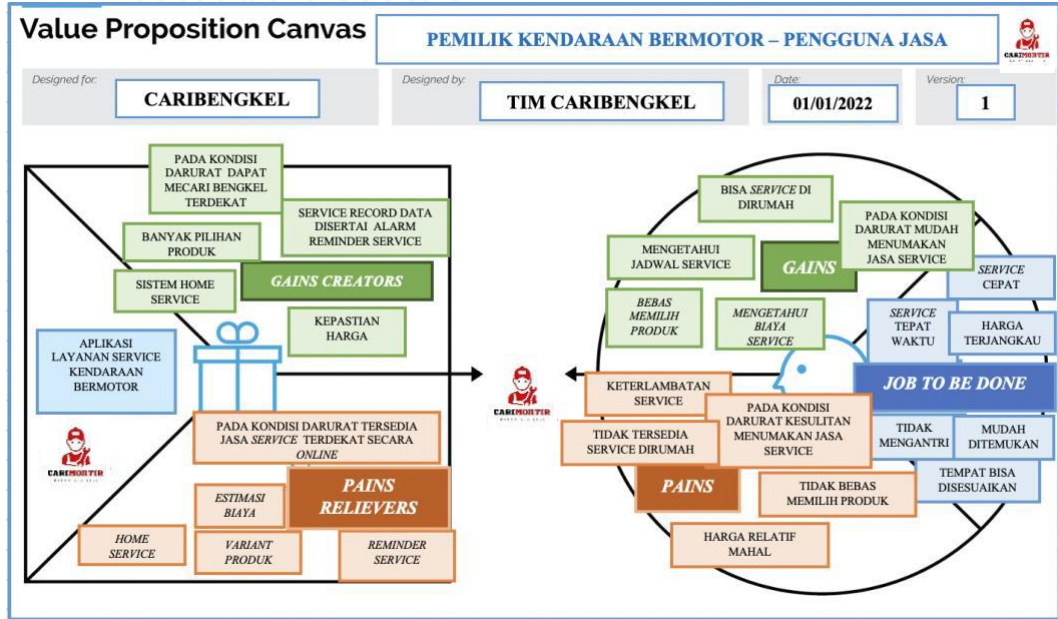 Value Proposition Canvas
PEMILIK KENDARAAN BERMOTOR – PENGGUNA JASA
CARIMORTIR
Designed for:
CARIBENGKEL
Designed by:
TIM CARIBENGKEL
Date:
01/01/2022
Version:
1
PADA KONDISI
DARURAT DAPAT
MECARI BENGKEL
TERDEKAT
SERVICE RECORD DATA
DISERTAI ALARM
REMINDER SERVICE
BANYAK PILIHAN
PRODUK
GAINS CREATORS
SISTEM HOME
SERVICE
KEPASTIAN
HARGA
APLIKASI
LAYANAN SERVICE
KENDARAAN
BERMOTOR
CARIMORTIR
PADA KONDISI DARURAT TERSEDIA
JASA SERVICE TERDEKAT SECARA
ONLINE
PAINS
RELIEVERS
ESTIMASI
BIAYA
HOME
SERVICE
VARIANT
PRODUK
REMINDER
SERVICE
CARIMORTIR
BISA SERVICE DI
DIRUMAH
PADA KONDISI
DARURAT MUDAH
MENUMAKAN
JASA SERVICE
MENGETAHUI
JADWAL SERVICE
GAINS
BEBAS
MEMILIH
PRODUK
MENGETAHUI
BIAYA
SERVICE
SERVICE
CEPAT
SERVICE
TEPAT
WAKTU
HARGA
TERJANGKAU
JOB TO BE DONE
TIDAK
MENGANTRI
MUDAH
DITEMUKAN
TEMPAT BISA
DISESUAIKAN
KETERLAMBATAN
SERVICE
PADA KONDISI
DARURAT KESULITAN
MENUMAKAN JASA
SERVICE
TIDAK TERSEDIA
SERVICE DIRUMAH
PAINS
TIDAK BEBAS
MEMILIH PRODUK
HARGA RELATIF
MAHAL